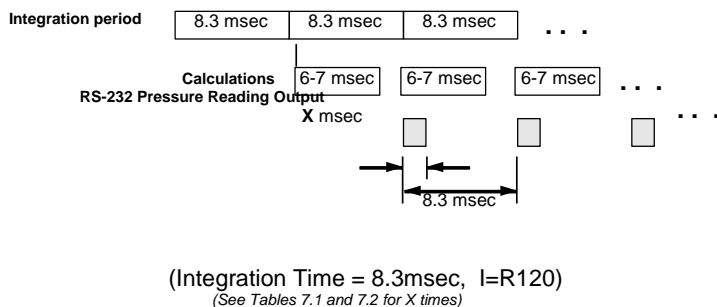 Integration period 8.3 msec 8.3 msec 8.3 msec . . .
Calculations 6-7 msec 6-7 msec 6-7 msec . . .
RS-232 Pressure Reading Output
X msec . . .
8.3 msec
(Integration Time = 8.3msec, I=R120)
(See Tables 7.1 and 7.2 for X times)